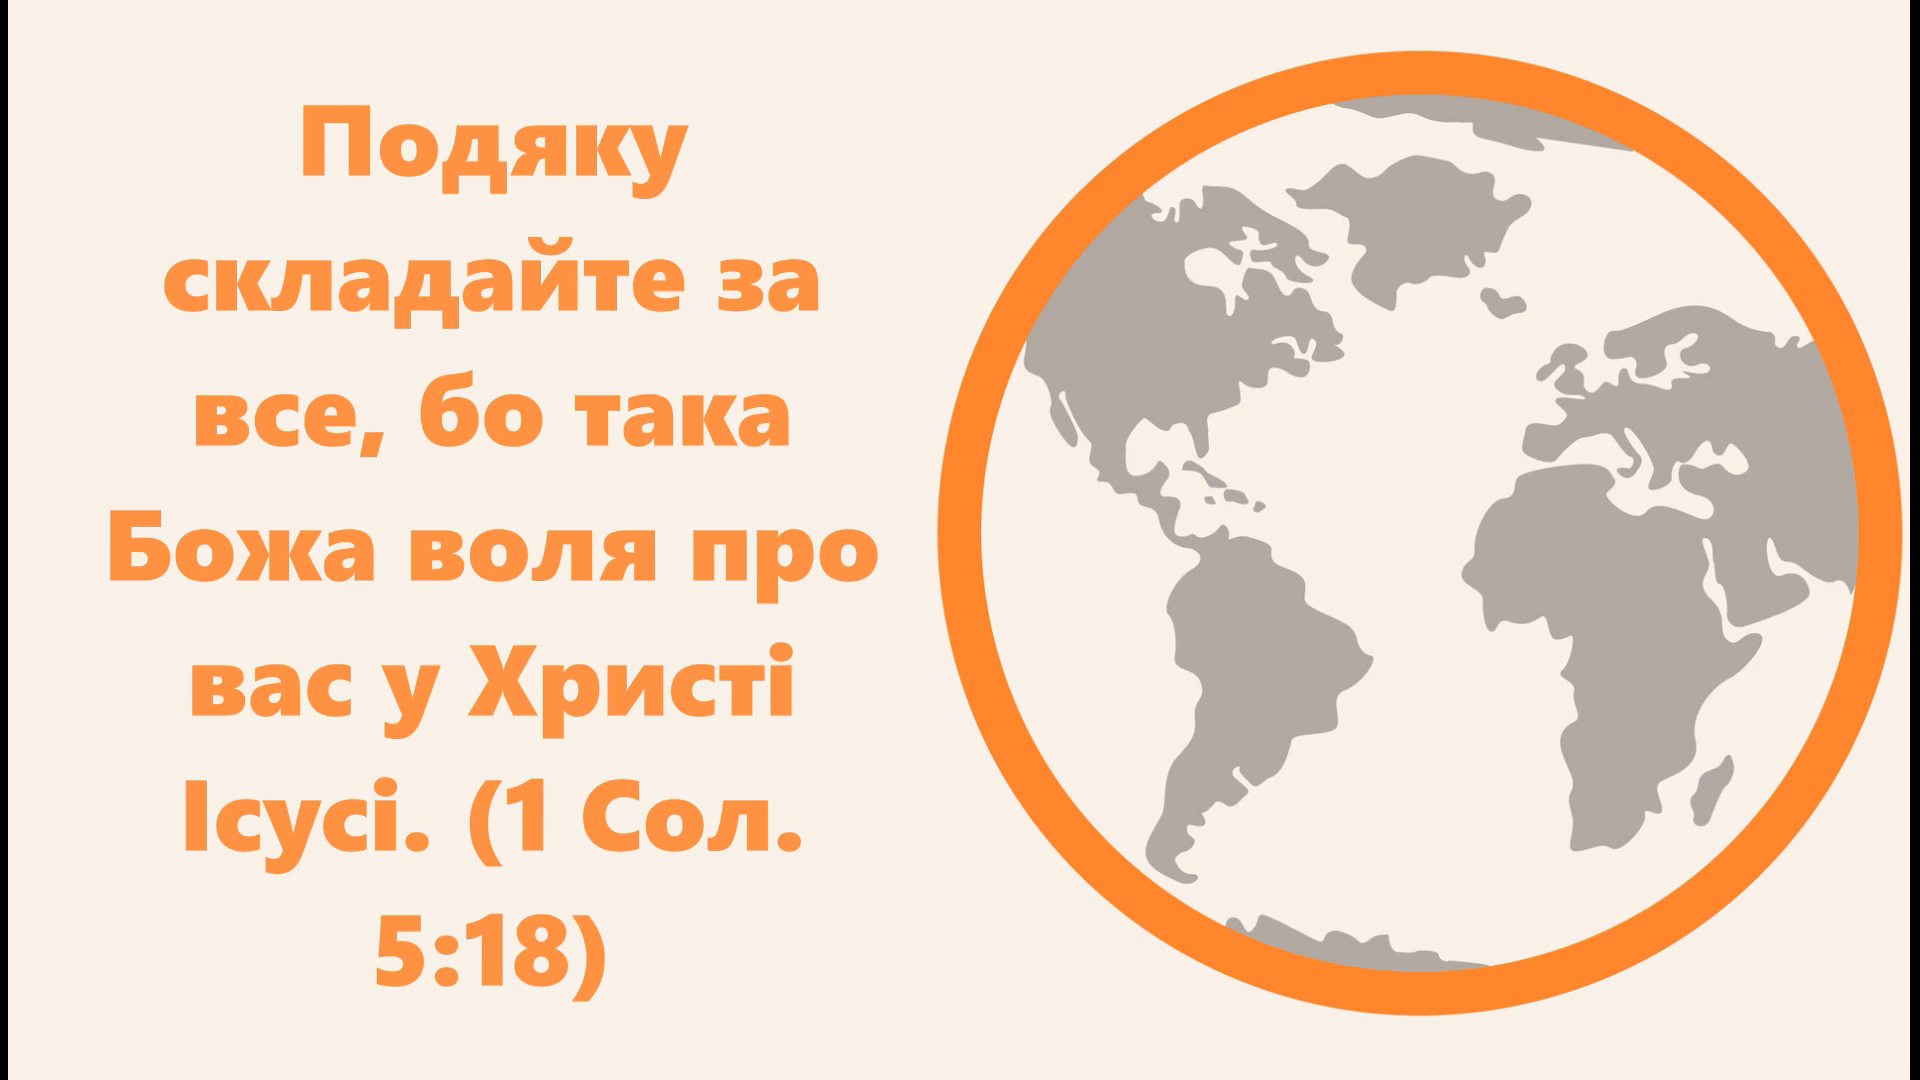 Подяку
складайте за
все, бо така
Божа воля про
вас у Христі
Ісусі. (1 Сол.
5:18)